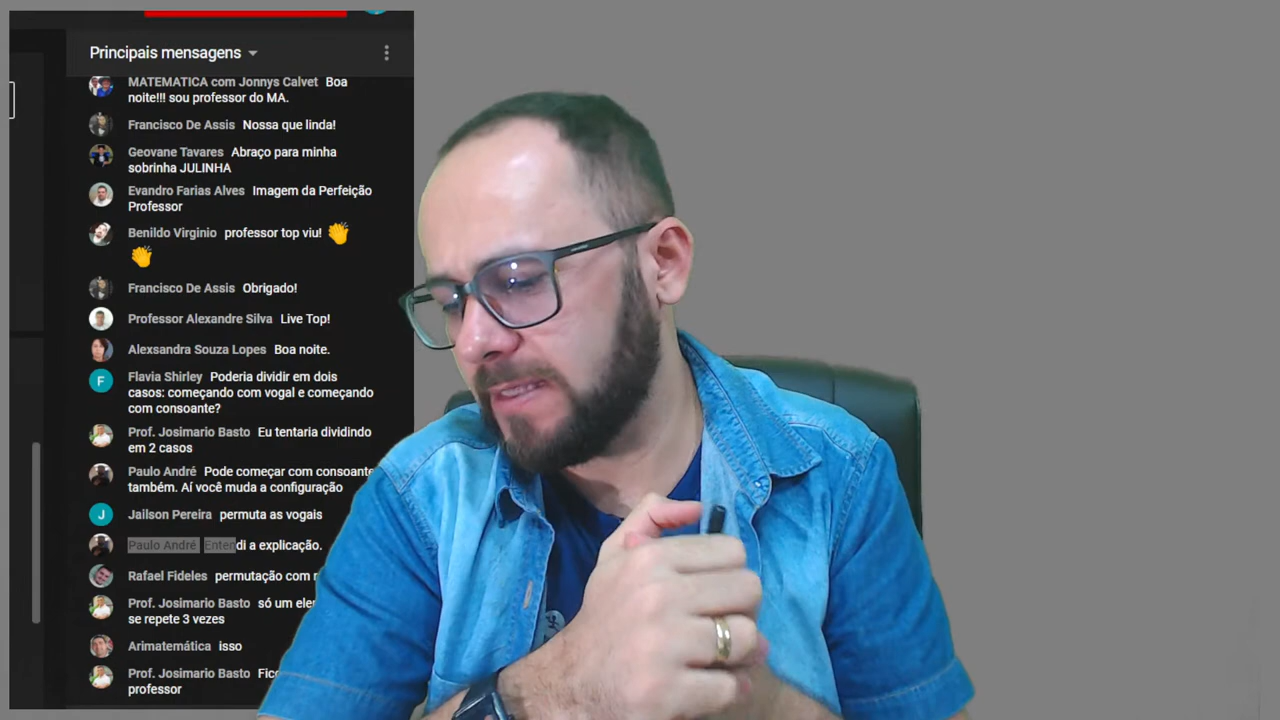 Principais mensagens
MATEMATICA com Jonnys Calvet Boa
noite!!! sou professor do MA.
Francisco De Assis Nossa que linda!
Geovane Tavares Abraço para minha
sobrinha JULINHA
Evandro Farias Alves Imagem da Perfeição
Professor
Benildo Virginio professor top viu! 👏
👏
Francisco De Assis Obrigado!
Professor Alexandre Silva Live Top!
Alexsandra Souza Lopes Boa noite.
F
Flavia Shirley Poderia dividir em dois
casos: começando com vogal e começando
com consoante?
Prof. Josimario Basto Eu tentaria dividindo
em 2 casos
Paulo André Pode começar com consoante
também. Aí você muda a configuração
J
Jailson Pereira permuta as vogais
Paulo André Entendi a explicação.
Rafael Fideles permutação com
Prof. Josimario Basto só um
se repete 3 vezes
Arimatemática isso
Prof. Josimario Basto
professor